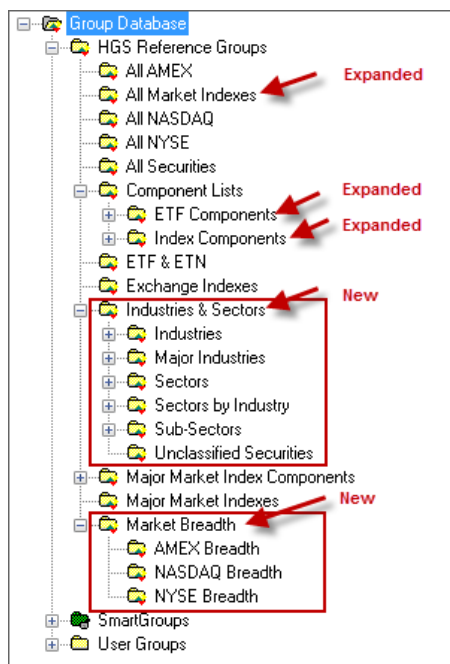 Group Database
HGS Reference Groups
All AMEX
Expanded
All Market Indexes
All NASDAQ
All NYSE
All Securities
Component Lists
Expanded
ETF Components
Expanded
Index Components
ETF & ETN
Exchange Indexes
New
Industries & Sectors
Industries
Major Industries
Sectors
Sectors by Industry
Sub-Sectors
Unclassified Securities
Major Market Index Components
Major Market Indexes
New
Market Breadth
AMEX Breadth
NASDAQ Breadth
NYSE Breadth
SmartGroups
User Groups